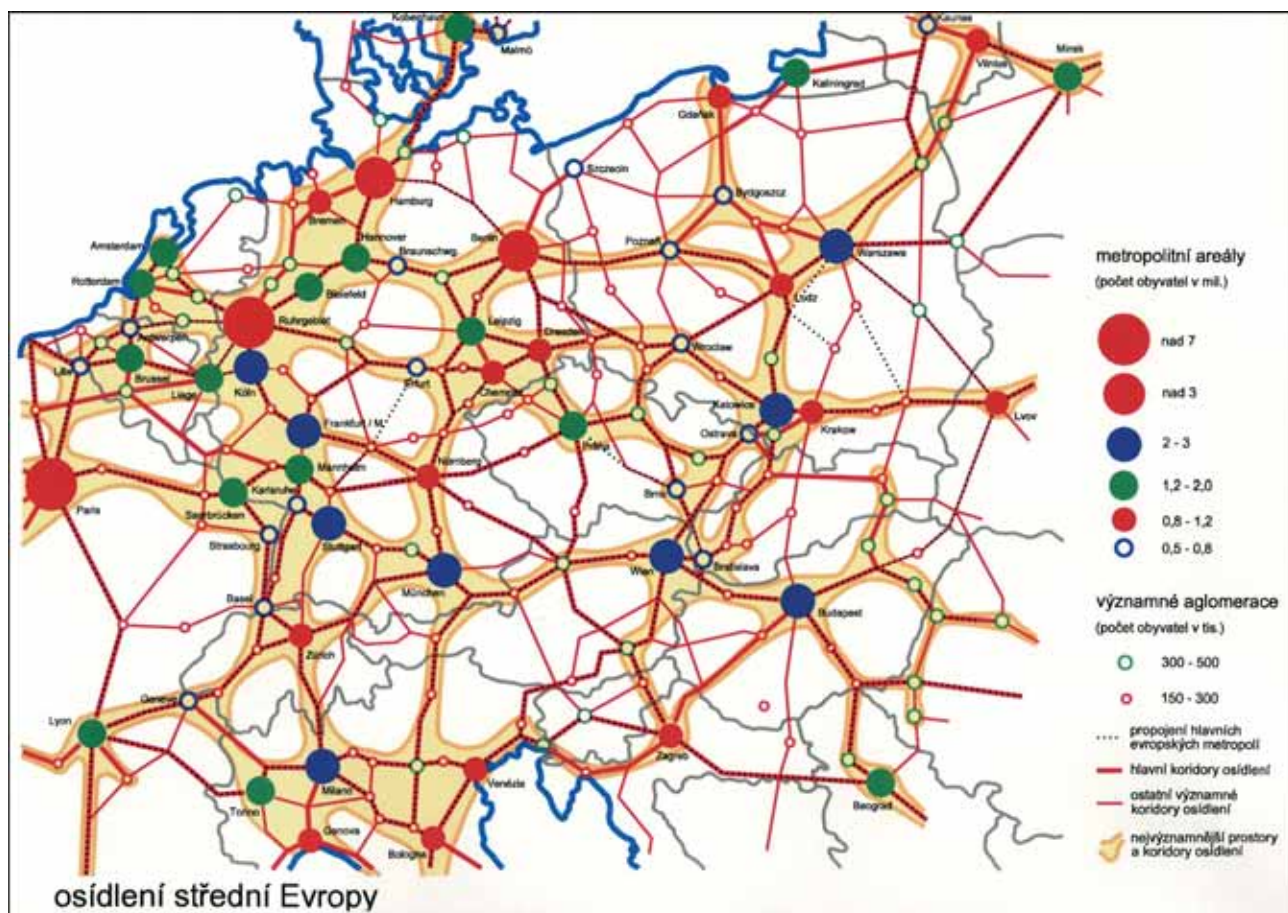 København
Malmö
Kaunas
Vilnius
Minsk
Kaliningrad
Gdańsk
Szczecin
Hamburg
Bremen
Bydgoszcz
Amsterdam
Hannover
Braunschwg.
Berlin
Poznań
Warszawa
Rotterdam
Bielefeld
Łódz
Ruhrgebiet
Leipzig
Dresden
Antwerpen
Wrocław
Lille
Brussel
Liege
Köln
Erfurt
Chemnitz
Katowice
Frankfurt / M.
Praha
Ostrava
Krakow
Lvov
Mannheim
Nürnberg
Karlsruhe
Brno
Paris
Saarbrücken
Strasbourg
Stuttgart
München
Wien
Bratislava
Basel
Budapest
Zürich
Geneve
Lyon
Zagreb
Milano
Venezia
Torino
Beograd
Genova
Bologna
metropolitní areály
(počet obyvatel v mil.)
nad 7
nad 3
2 - 3
1,2 - 2,0
0,8 - 1,2
0,5 - 0,8
významné aglomerace
(počet obyvatel v tis.)
300 - 500
150 - 300
propojení hlavních
evropských metropolí
hlavní koridory osídlení
ostatní významné
koridory osídlení
nejvýznamnější prostory
a koridory osídlení
osídlení střední Evropy